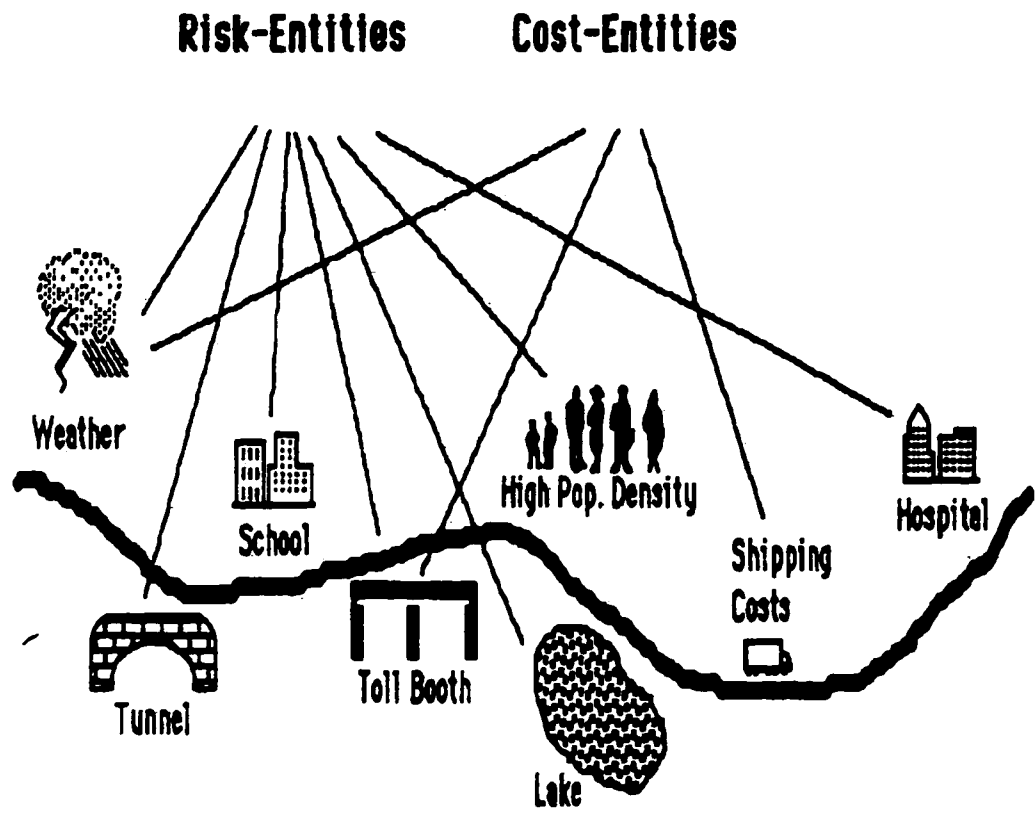 Risk-Entities
Cost-Entities
Weather
School
High Pop. Density
Hospital
Shipping
Costs
Tunnel
Toll Booth
Lake